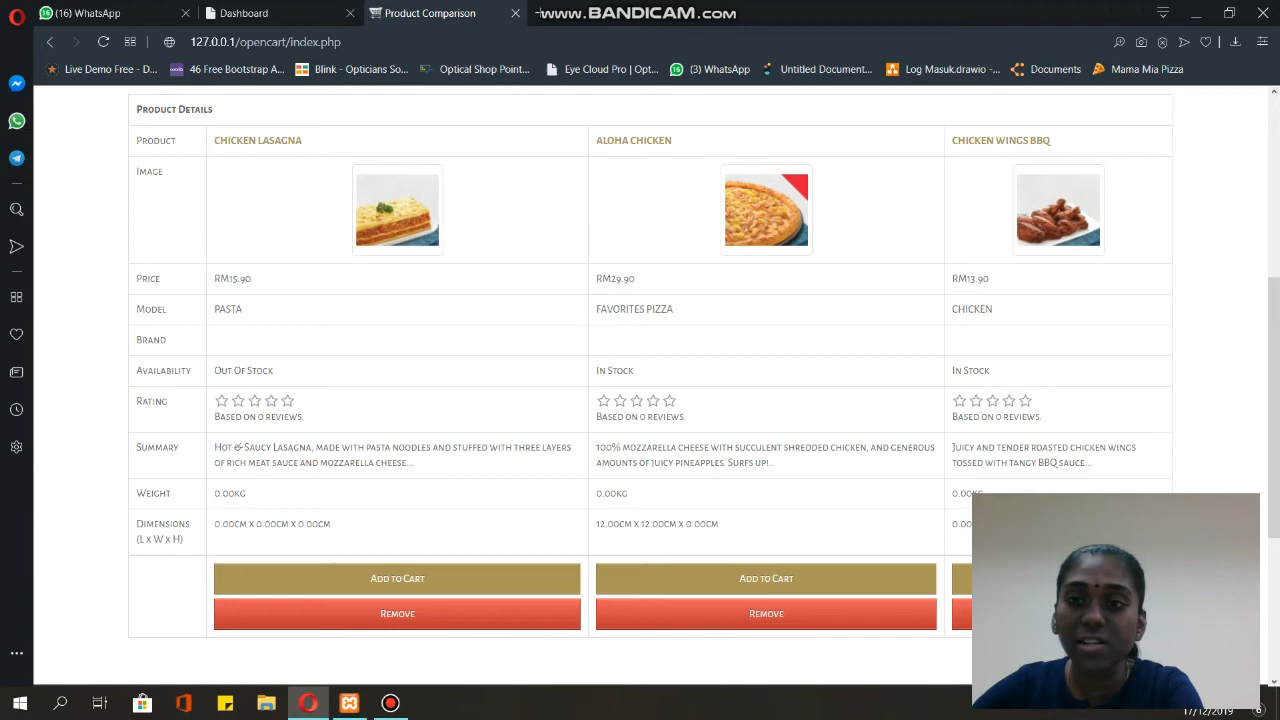 (16) WhatsApp
Dashboard
Product Comparison
WWW.BANDICAM.COM
127.0.0.1/opencart/index.php
Live Demo Free - D...
46 Free Bootstrap A...
Blink - Opticians So...
Optical Shop Point...
Eye Cloud Pro | Opt...
(3) WhatsApp
Untitled Document...
Log Masuk.drawio -...
Documents
Mama Mia Pizza
Product Details
Product CHICKEN LASAGNA ALOHA CHICKEN CHICKEN WINGS BBQ
Image
Price RM15.90 RM29.90 RM13.90
Model PASTA FAVORITES PIZZA CHICKEN
Brand
Availability Out Of Stock In Stock In Stock
Rating
Based on 0 reviews. Based on 0 reviews. Based on 0 reviews.
Summary Hot & Saucy Lasagna, made with pasta noodles and stuffed with three layers 100% mozzarella cheese with succulent shredded chicken, and generous Juicy and tender roasted chicken wings
of rich meat sauce and mozzarella cheese... amounts of juicy pineapples. Surfs up!.. tossed with tangy BBQ sauce...
Weight 0.00kg 0.00kg 0.00kg
Dimensions 0.00cm x 0.00cm x 0.00cm 12.00cm x 12.00cm x 0.00cm 0.00
(L x W x H)
Add to Cart Add to Cart
Remove Remove
17/12/2019